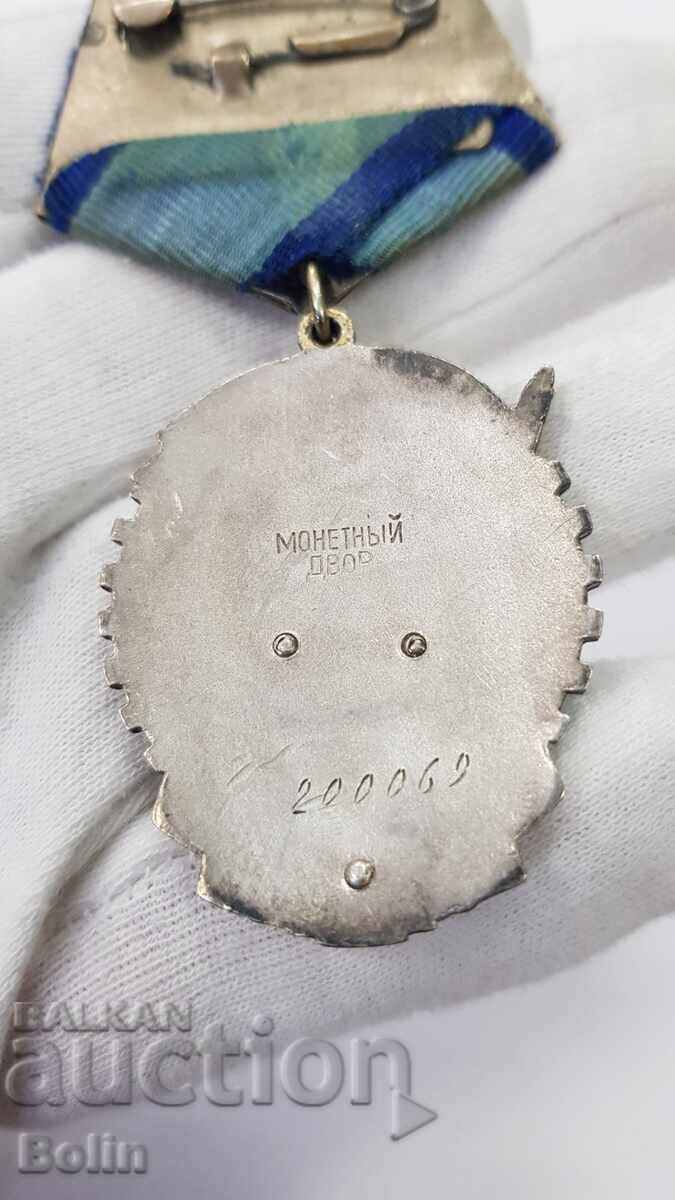 МОНЕТНЫЙ
ДВОР
200069
BALKAN
auction
Bolin